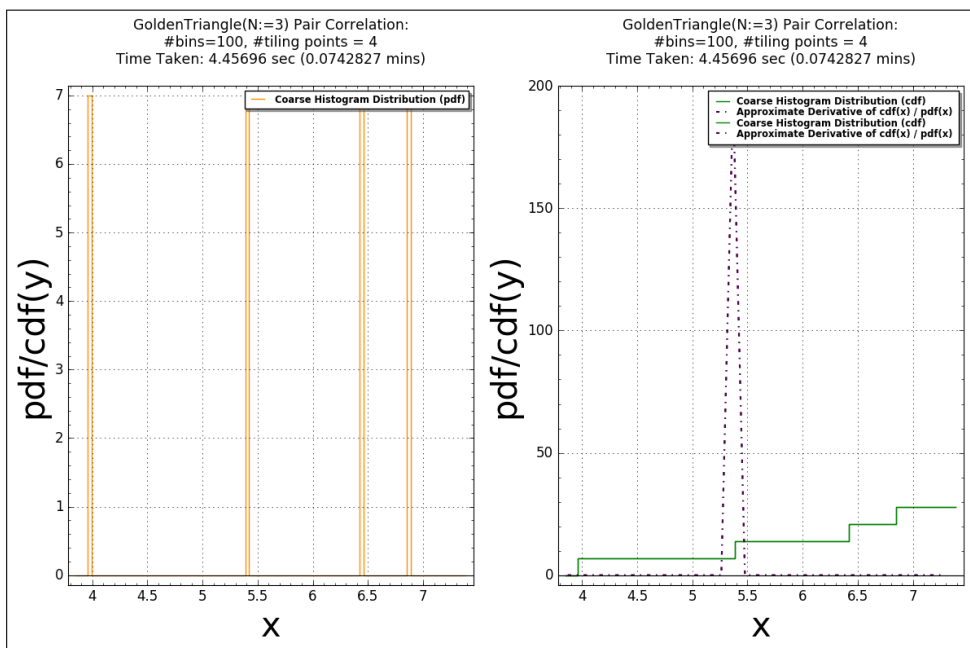 GoldenTriangle(N:=3) Pair Correlation:
#bins=100, #tiling points = 4
Time Taken: 4.45696 sec (0.0742827 mins)
Coarse Histogram Distribution (pdf)
7
6
5
4
3
2
1
0
pdf/cdf(y)
4
4.5
5
5.5
6
6.5
7
x
GoldenTriangle(N:=3) Pair Correlation:
#bins=100, #tiling points = 4
Time Taken: 4.45696 sec (0.0742827 mins)
Coarse Histogram Distribution (cdf)
Approximate Derivative of cdf(x) / pdf(x)
Coarse Histogram Distribution (cdf)
Approximate Derivative of cdf(x) / pdf(x)
200
150
100
50
0
pdf/cdf(y)
4
4.5
5
5.5
6
6.5
7
x